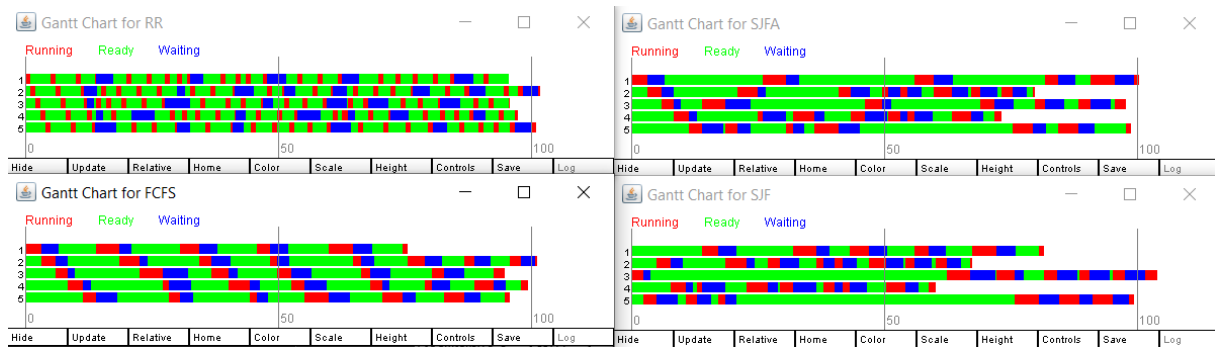 Gantt Chart for RR
Running Ready Waiting
1
2
3
4
5
0 50 100
Hide Update Relative Home Color Scale Height Controls Save Log
Gantt Chart for SJFA
Running Ready Waiting
1
2
3
4
5
0 50 100
Hide Update Relative Home Color Scale Height Controls Save Log
Gantt Chart for FCFS
Running Ready Waiting
1
2
3
4
5
0 50 100
Hide Update Relative Home Color Scale Height Controls Save Log
Gantt Chart for SJF
Running Ready Waiting
1
2
3
4
5
0 50 100
Hide Update Relative Home Color Scale Height Controls Save Log